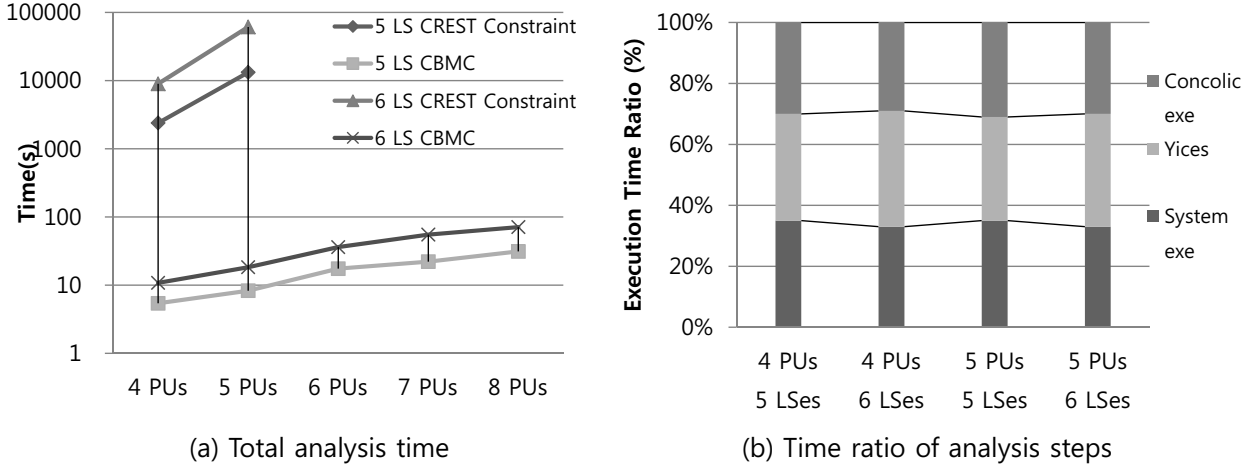 100000
10000
1000
100
10
1
Time(s)
5 LS CREST Constraint
5 LS CBMC
6 LS CREST Constraint
6 LS CBMC
4 PUs 5 PUs 6 PUs 7 PUs 8 PUs
(a) Total analysis time
100%
80%
60%
40%
20%
0%
Execution Time Ratio (%)
Concolic
exe
Yices
System
exe
4 PUs 4 PUs 5 PUs 5 PUs
5 LSes 6 LSes 5 LSes 6 LSes
(b) Time ratio of analysis steps